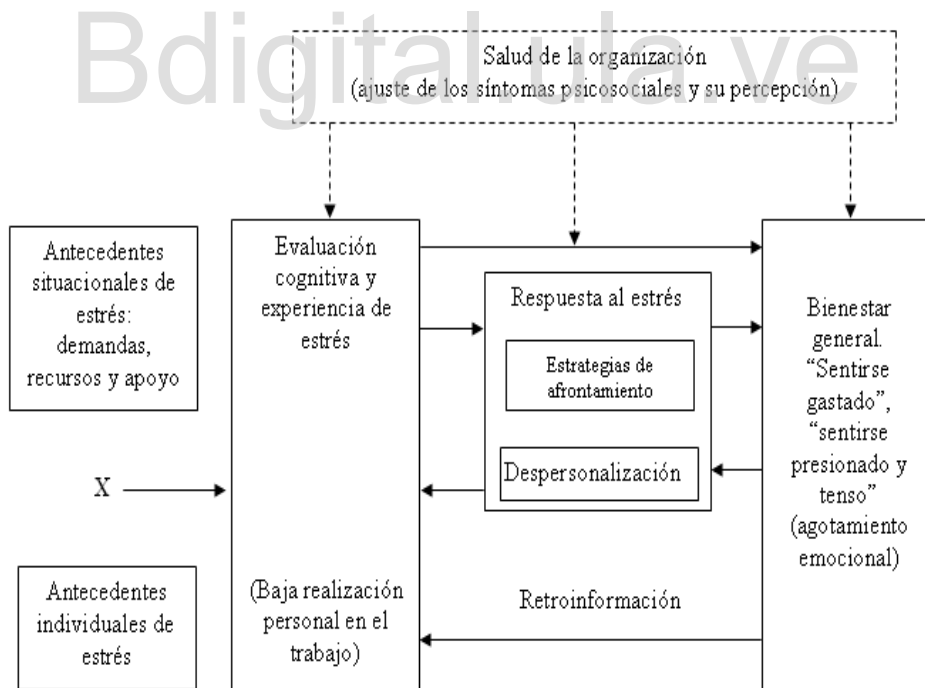 Bdigital.ula.ve
Salud de la organización
(ajuste de los síntomas psicosociales y su percepción)
Antecedentes
situacionales de
estrés:
demandas,
recursos y apoyo
X
Antecedentes
individuales de
estrés
Evaluación
cognitiva y
experiencia de
estrés
(Baja realización
personal en el
trabajo)
Respuesta al estrés
Estrategias de
afrontamiento
Despersonalización
Retroinformación
Bienestar
general.
“Sentirse
gastado”,
“sentirse
presionado y
tenso”
(agotamiento
emocional)